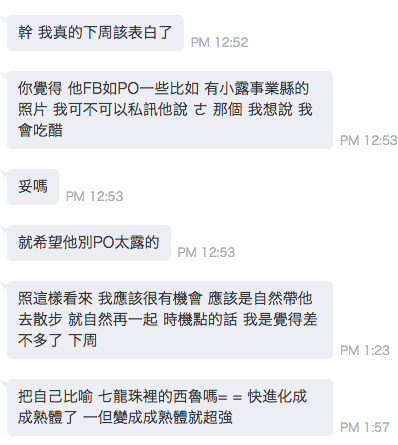 幹 我真的下周該表白了
PM 12:52
你覺得 他FB如PO一些比如 有小露事業縣的
照片 我可不可以私訊他說 ㄜ 那個 我想說 我
會吃醋
PM 12:53
妥嗎
PM 12:53
就希望他別PO太露的
PM 12:53
照這樣看來 我應該很有機會 應該是自然帶他
去散步 就自然再一起 時機點的話 我是覺得差
不多了 下周
PM 1:23
把自己比喻 七龍珠裡的西魯嗎= = 快進化成
成熟體了 一但變成成熟體就超強
PM 1:57